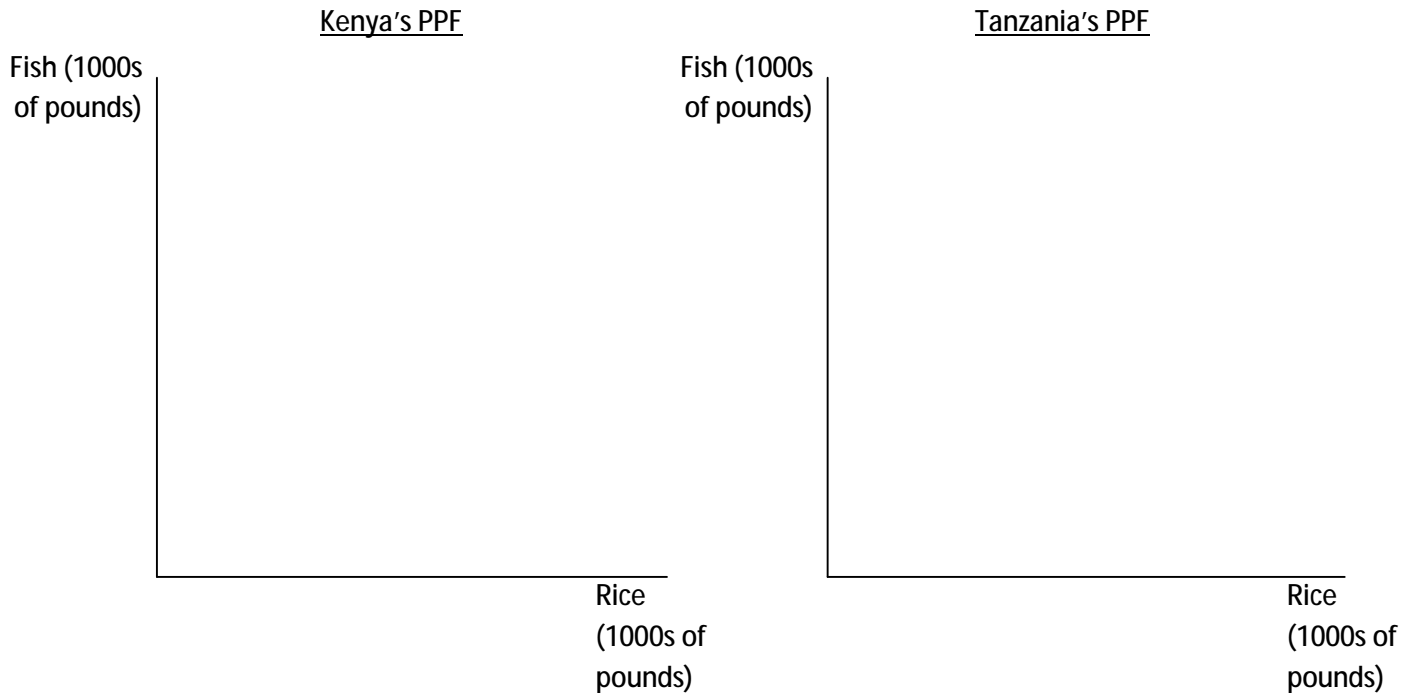 Kenya's PPF
Fish (1000s
of pounds)
Rice
(1000s of
pounds)
Tanzania's PPF
Fish (1000s
of pounds)
Rice
(1000s of
pounds)